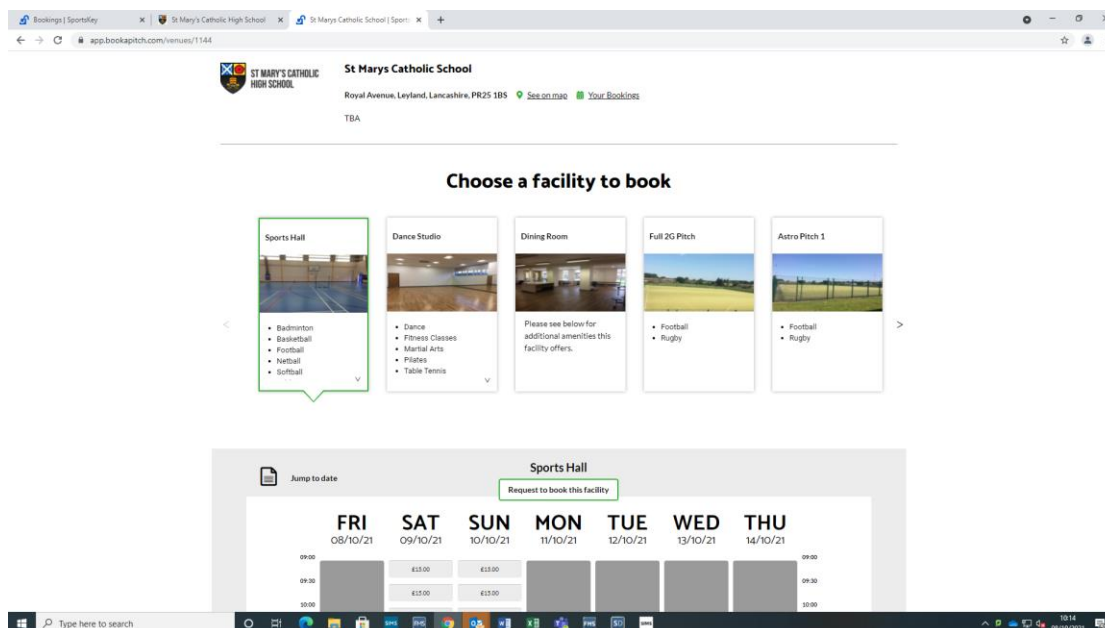 Bookings | SportsKey
St Mary's Catholic High School
St Marys Catholic School | Sports
app.bookapitch.com/venues/1144
ST MARY'S CATHOLIC
HIGH SCHOOL
St Marys Catholic School
Royal Avenue, Leyland, Lancashire, PR25 1BS See on map Your Bookings
TBA
Choose a facility to book
Sports Hall
Badminton
Basketball
Football
Netball
Softball
Dance Studio
Dance
Fitness Classes
Martial Arts
Pilates
Table Tennis
Dining Room
Please see below for
additional amenities this
facility offers.
Full 2G Pitch
Football
Rugby
Astro Pitch 1
Football
Rugby
Sports Hall
Jump to date
Request to book this facility
FRI SAT SUN MON TUE WED THU
08/10/21 09/10/21 10/10/21 11/10/21 12/10/21 13/10/21 14/10/21
09:00 09:00
£15.00 £15.00
09:30 09:30
£15.00 £15.00
10:00 10:00
Type here to search
10:14